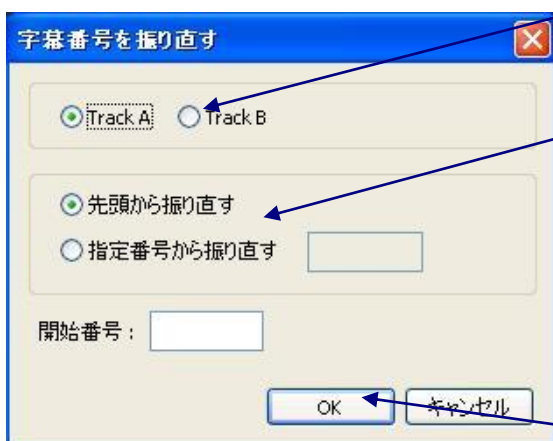 字幕番号を振り直す
Track A Track B
先頭から振り直す
指定番号から振り直す
開始番号：
OK キャンセル